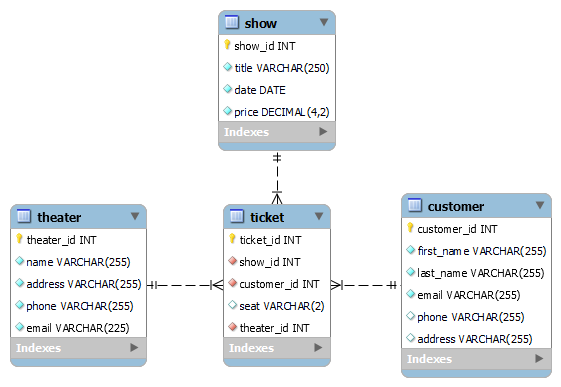 show
show_id INT
title VARCHAR(250)
date DATE
price DECIMAL(4,2)
Indexes
theater
theater_id INT
name VARCHAR(255)
address VARCHAR(255)
phone VARCHAR(255)
email VARCHAR(225)
Indexes
ticket
ticket_id INT
show_id INT
customer_id INT
seat VARCHAR(2)
theater_id INT
Indexes
customer
customer_id INT
first_name VARCHAR(255)
last_name VARCHAR(255)
email VARCHAR(255)
phone VARCHAR(255)
address VARCHAR(255)
Indexes